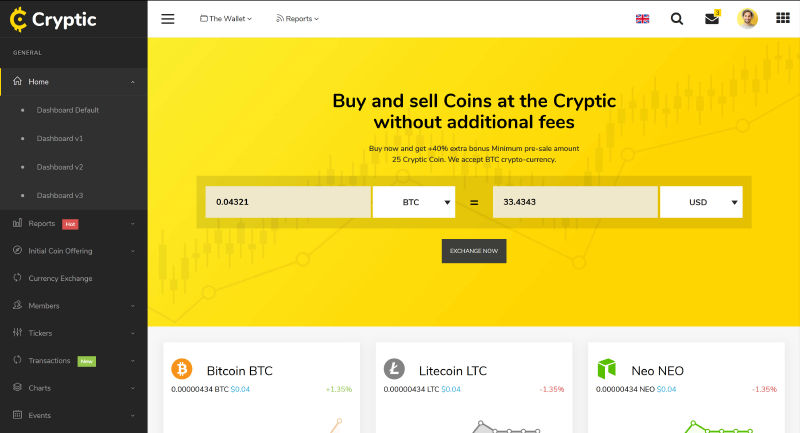 Cryptic
The Wallet
Reports
3
GENERAL
Home
Dashboard Default
Dashboard v1
Dashboard v2
Dashboard v3
Reports Hot
Initial Coin Offering
Currency Exchange
Members
Tickers
Transactions New
Charts
Events
Buy and sell Coins at the Cryptic
without additional fees
Buy now and get +40% extra bonus Minimum pre-sale amount
25 Cryptic Coin. We accept BTC crypto-currency.
0.04321 BTC = 33.4343 USD
EXCHANGE NOW
Bitcoin BTC
0.00000434 BTC $0.04 +1.35%
Litecoin LTC
0.00000434 LTC $0.04 -1.35%
Neo NEO
0.00000434 NEO $0.04 -1.35%